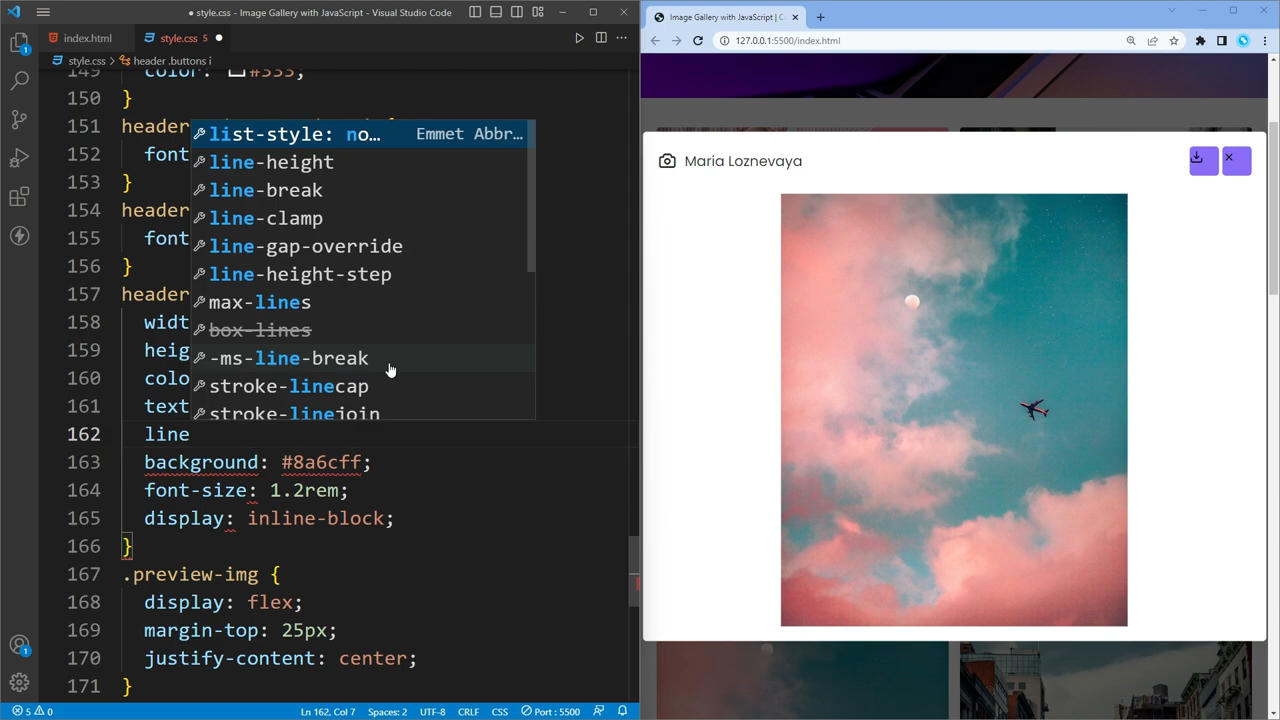 ● style.css - Image Gallery with JavaScript - Visual Studio Code
index.html
style.css 5 ●
style.css > header .buttons i
149 color: #333;
150 }
151 header {
152 font
153 }
154 header
155 font
156 }
157 header
158 widt
159 heig
160 colo
161 text
162 line
163 background: #8a6cff;
164 font-size: 1.2rem;
165 display: inline-block;
166 }
167 .preview-img {
168 display: flex;
169 margin-top: 25px;
170 justify-content: center;
171 }
list-style: no… Emmet Abbr…
line-height
line-break
line-clamp
line-gap-override
line-height-step
max-lines
box-lines
-ms-line-break
stroke-linecap
stroke-linejoin
1
1
5 0 Ln 162, Col 7 Spaces: 2 UTF-8 CRLF CSS Port : 5500
Image Gallery with JavaScript | C
127.0.0.1:5500/index.html
Maria Loznevaya